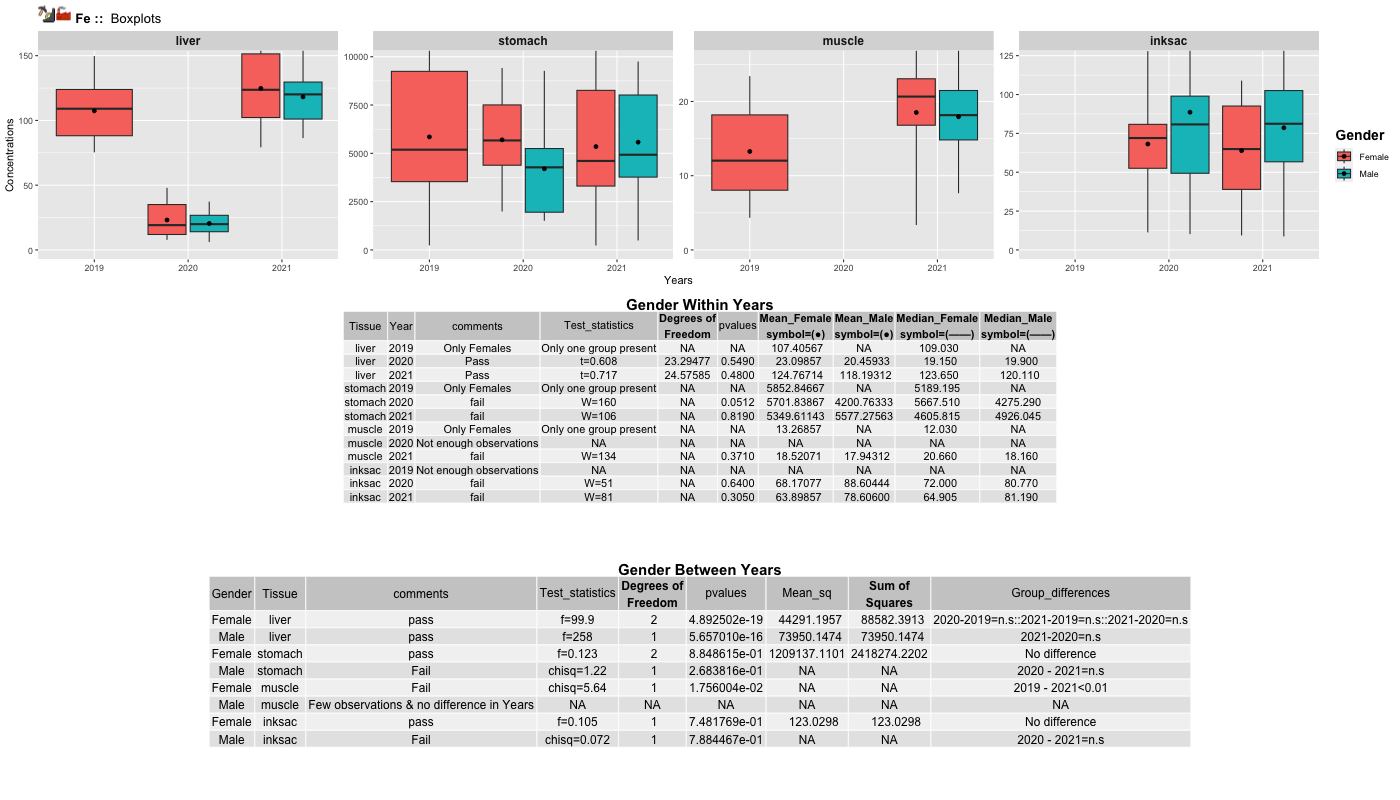 Fe :: Boxplots
liver stomach muscle inksac
Concentrations
150
100
50
0
2019 2020 2021
10000
7500
5000
2500
0
2019 2020 2021
20
10
0
2019 2020 2021
125
100
75
50
25
0
2019 2020 2021
Years
Gender
Female
Male
Gender Within Years
Tissue Year comments Test_statistics Degrees of Freedom pvalues Mean_Female symbol=(●) Mean_Male symbol=(●) Median_Female symbol=(——) Median_Male symbol=(——)
liver 2019 Only Females Only one group present NA NA 107.40567 NA 109.030 NA
liver 2020 Pass t=0.608 23.29477 0.5490 23.09857 20.45933 19.150 19.900
liver 2021 Pass t=0.717 24.57585 0.4800 124.76714 118.19312 123.650 120.110
stomach 2019 Only Females Only one group present NA NA 5852.84667 NA 5189.195 NA
stomach 2020 fail W=160 NA 0.0512 5701.83867 4200.76333 5667.510 4275.290
stomach 2021 fail W=106 NA 0.8190 5349.61143 5577.27563 4605.815 4926.045
muscle 2019 Only Females Only one group present NA NA 13.26857 NA 12.030 NA
muscle 2020 Not enough observations NA NA NA NA NA NA NA
muscle 2021 fail W=134 NA 0.3710 18.52071 17.94312 20.660 18.160
inksac 2019 Not enough observations NA NA NA NA NA NA NA
inksac 2020 fail W=51 NA 0.6400 68.17077 88.60444 72.000 80.770
inksac 2021 fail W=81 NA 0.3050 63.89857 78.60600 64.905 81.190
Gender Between Years
Gender Tissue comments Test_statistics Degrees of Freedom pvalues Mean_sq Sum of Squares Group_differences
Female liver pass f=99.9 2 4.892502e-19 44291.1957 88582.3913 2020-2019=n.s::2021-2019=n.s::2021-2020=n.s
Male liver pass f=258 1 5.657010e-16 73950.1474 73950.1474 2021-2020=n.s
Female stomach pass f=0.123 2 8.848615e-01 1209137.1101 2418274.2202 No difference
Male stomach Fail chisq=1.22 1 2.683816e-01 NA NA 2020 - 2021=n.s
Female muscle Fail chisq=5.64 1 1.756004e-02 NA NA 2019 - 2021<0.01
Male muscle Few observations & no difference in Years NA NA NA NA NA NA
Female inksac pass f=0.105 1 7.481769e-01 123.0298 123.0298 No difference
Male inksac Fail chisq=0.072 1 7.884467e-01 NA NA 2020 - 2021=n.s